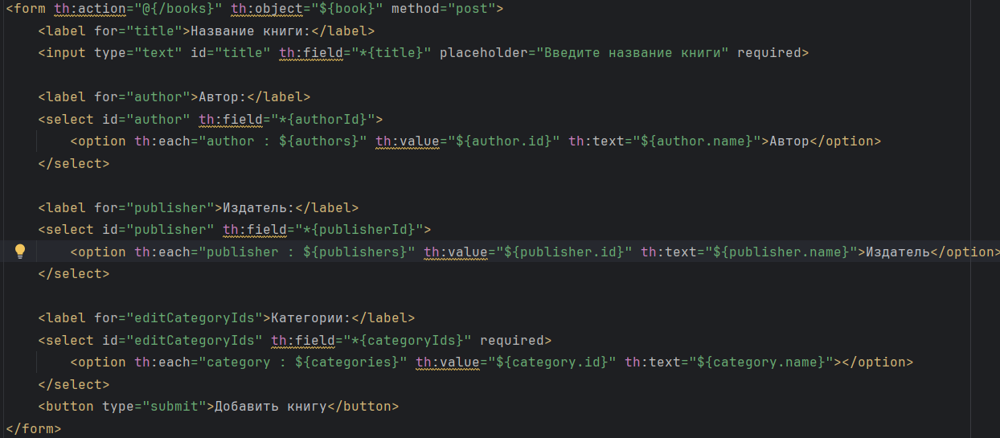 <form th:action="@{/books}" th:object="${book}" method="post">
    <label for="title">Название книги:</label>
    <input type="text" id="title" th:field="*{title}" placeholder="Введите название книги" required>

    <label for="author">Автор:</label>
    <select id="author" th:field="*{authorId}">
        <option th:each="author : ${authors}" th:value="${author.id}" th:text="${author.name}">Автор</option>
    </select>

    <label for="publisher">Издатель:</label>
    <select id="publisher" th:field="*{publisherId}">
        <option th:each="publisher : ${publishers}" th:value="${publisher.id}" th:text="${publisher.name}">Издатель</option>
    </select>

    <label for="editCategoryIds">Категории:</label>
    <select id="editCategoryIds" th:field="*{categoryIds}" required>
        <option th:each="category : ${categories}" th:value="${category.id}" th:text="${category.name}"></option>
    </select>
    <button type="submit">Добавить книгу</button>
</form>